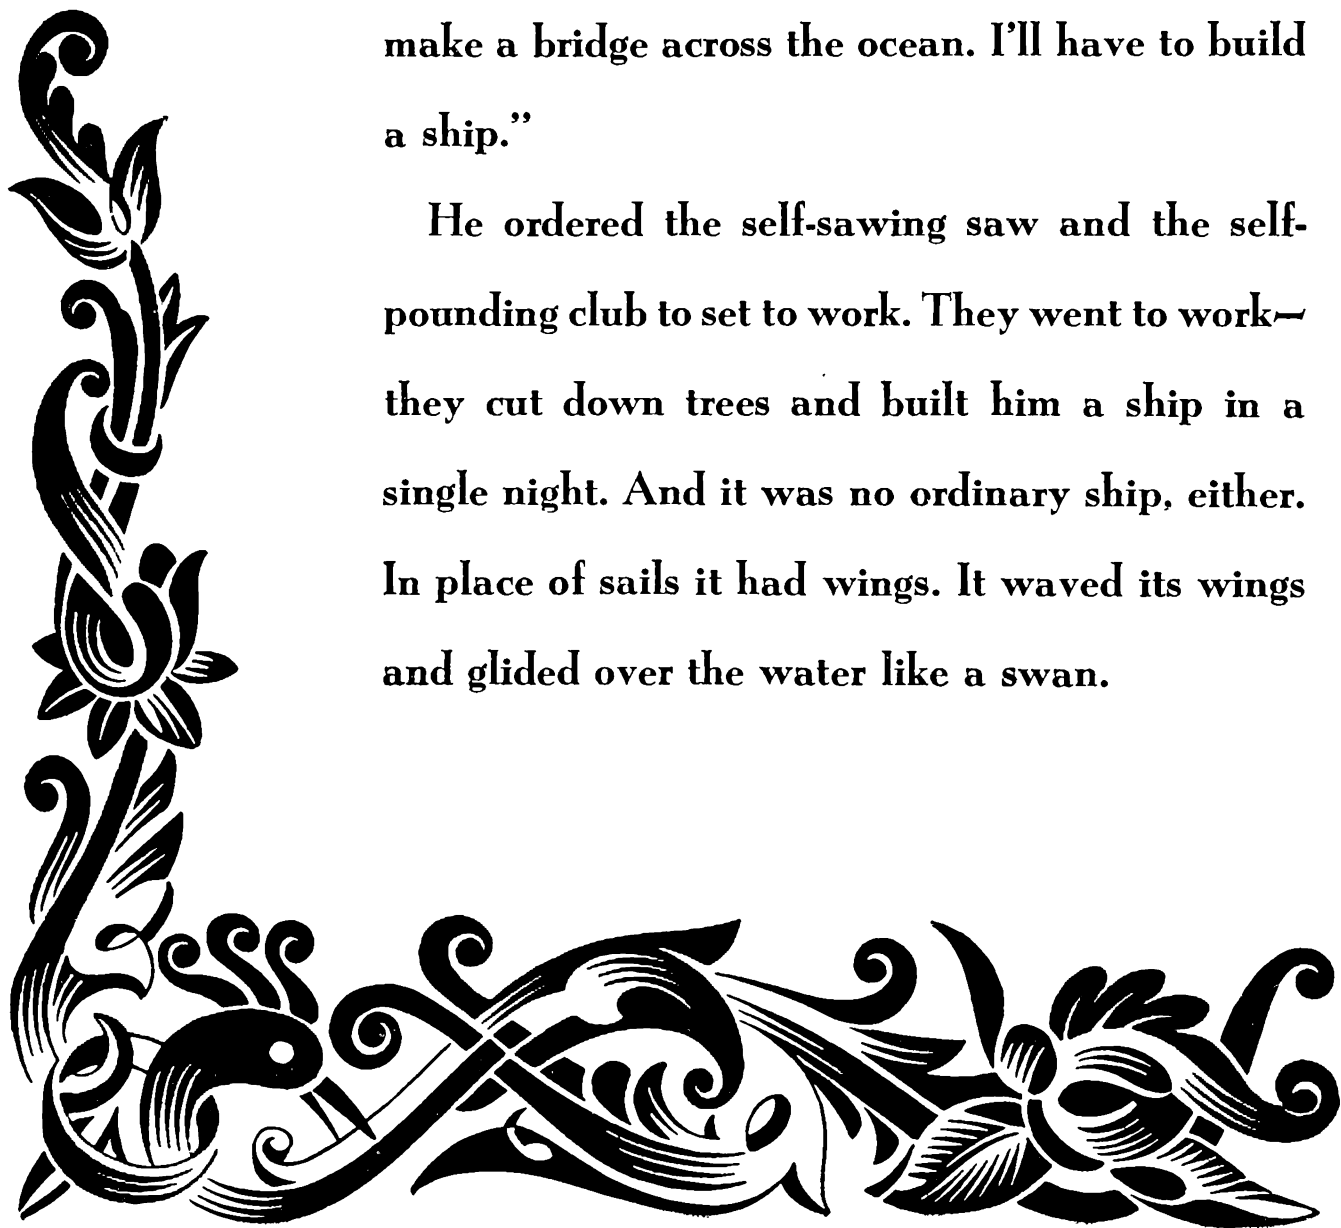 make a bridge across the ocean. I’ll have to build
a ship.”
He ordered the self-sawing saw and the self-
pounding club to set to work. They went to work—
they cut down trees and built him a ship in a
single night. And it was no ordinary ship, either.
In place of sails it had wings. It waved its wings
and glided over the water like a swan.